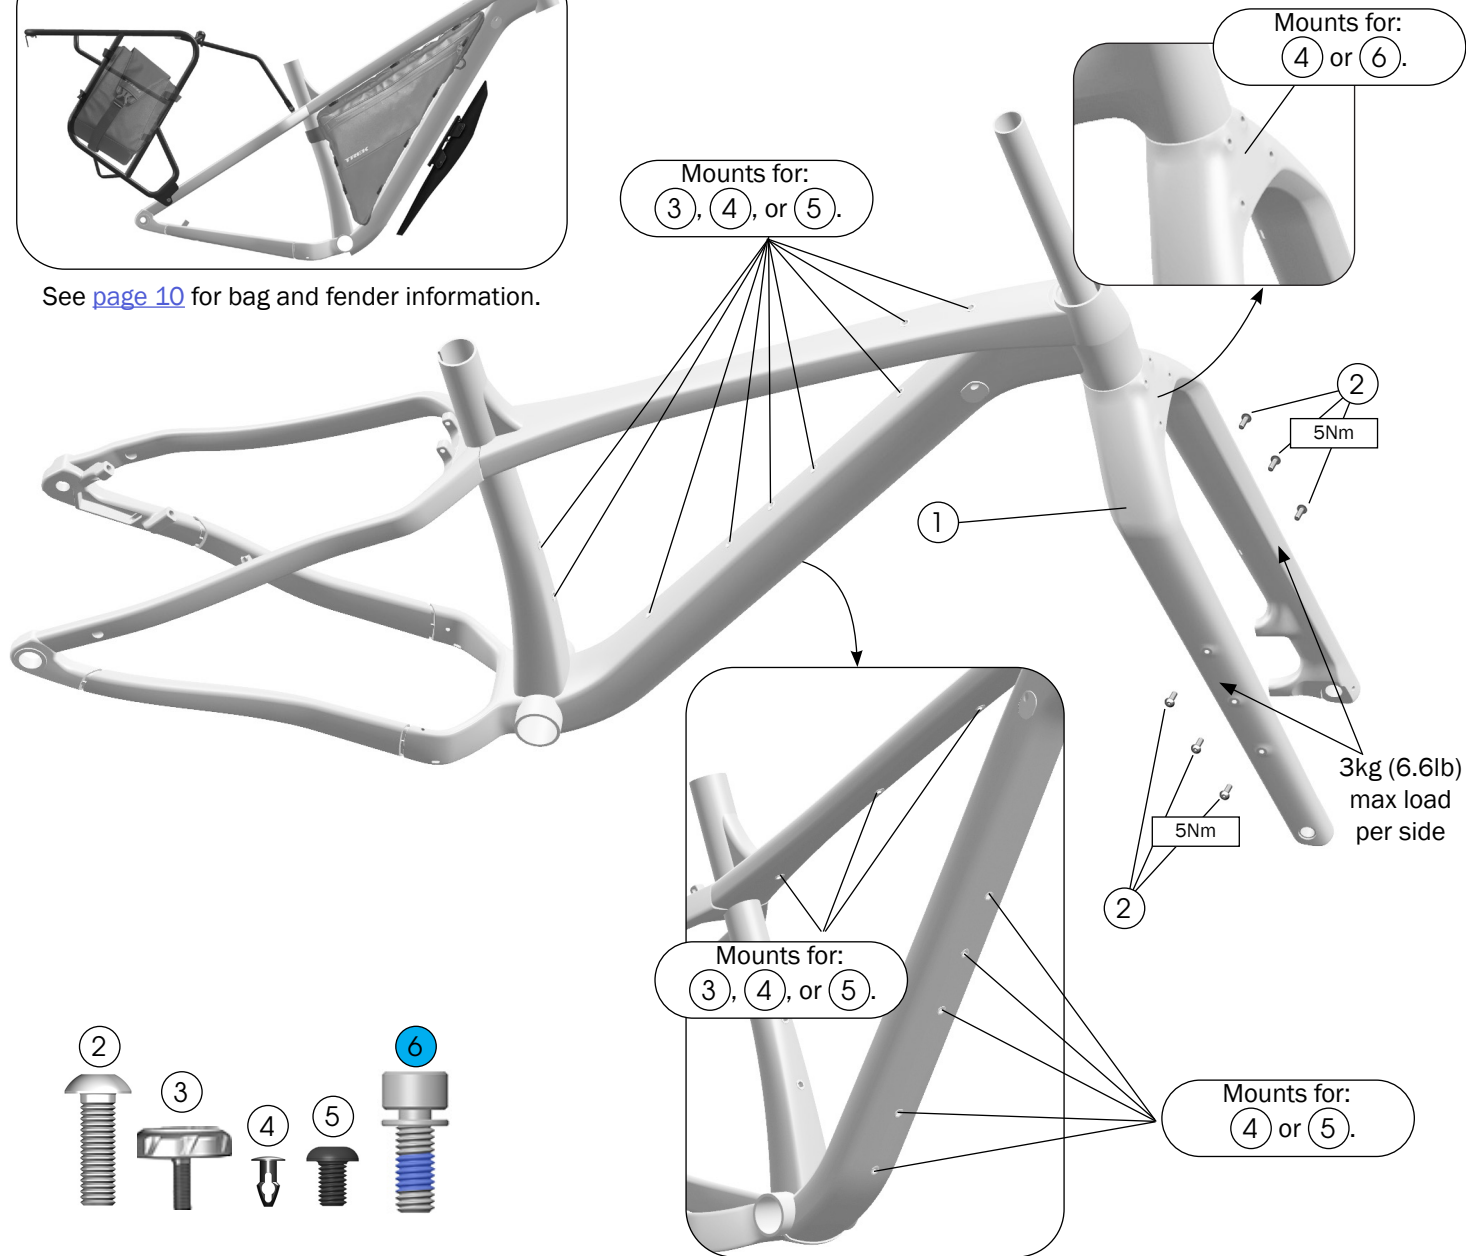 TREK
See page 10 for bag and fender information.
Mounts for:
3, 4, or 5.
Mounts for:
4 or 6.
2
5Nm
1
3kg (6.6lb)
max load
per side
5Nm
2
Mounts for:
3, 4, or 5.
Mounts for:
4 or 5.
2
3
4
5
6